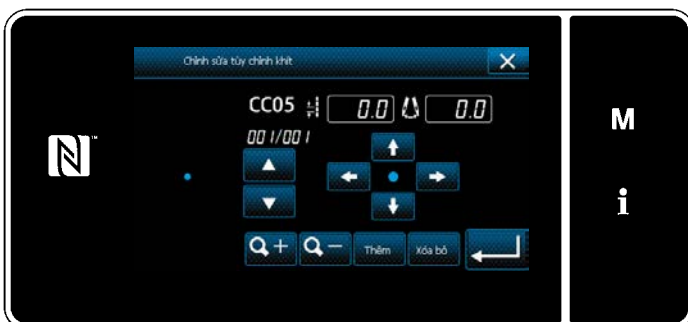 Chỉnh sửa tùy chỉnh khít
CC05 0.0 0.0
001/001
Thêm Xóa bỏ
M
i